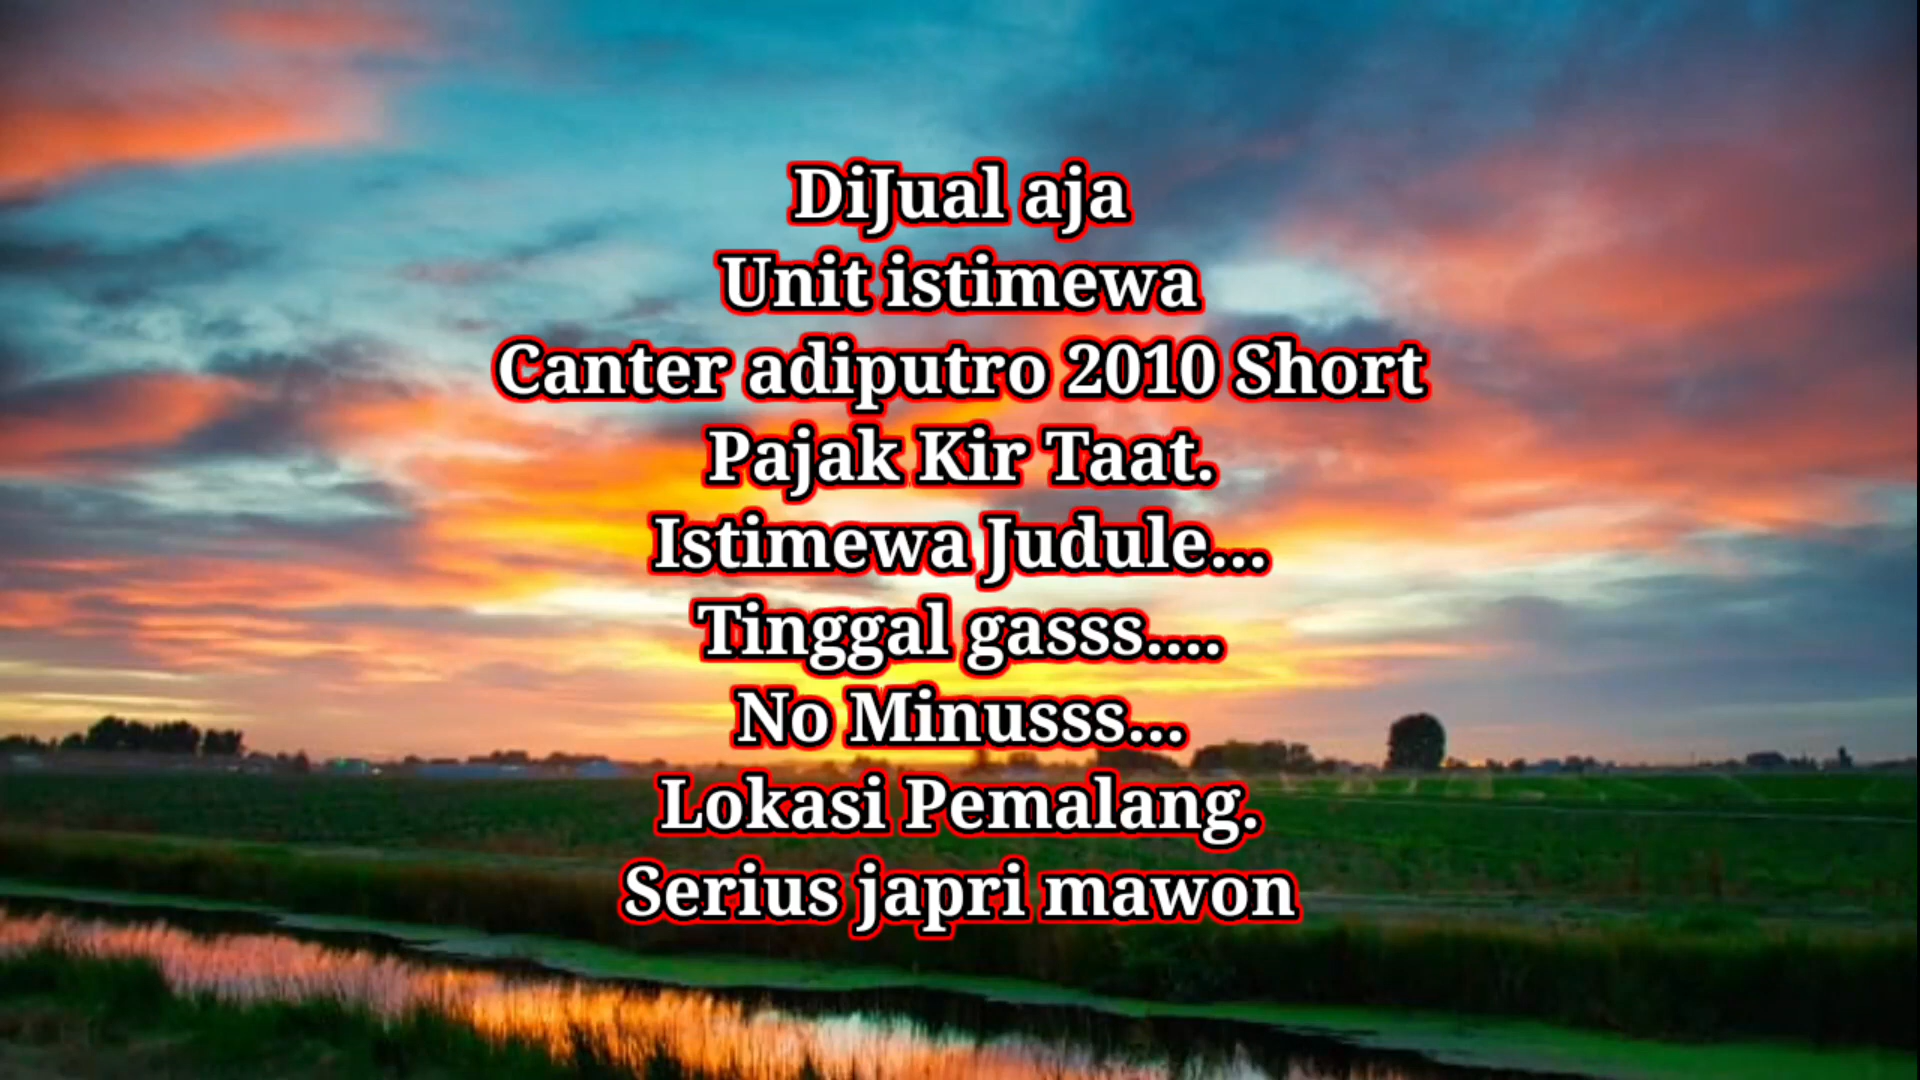 DiJual aja
Unit istimewa
Canter adiputro 2010 Short
Pajak Kir Taat.
Istimewa Judule...
Tinggal gasss....
No Minusss...
Lokasi Pemalang.
Serius japri mawon